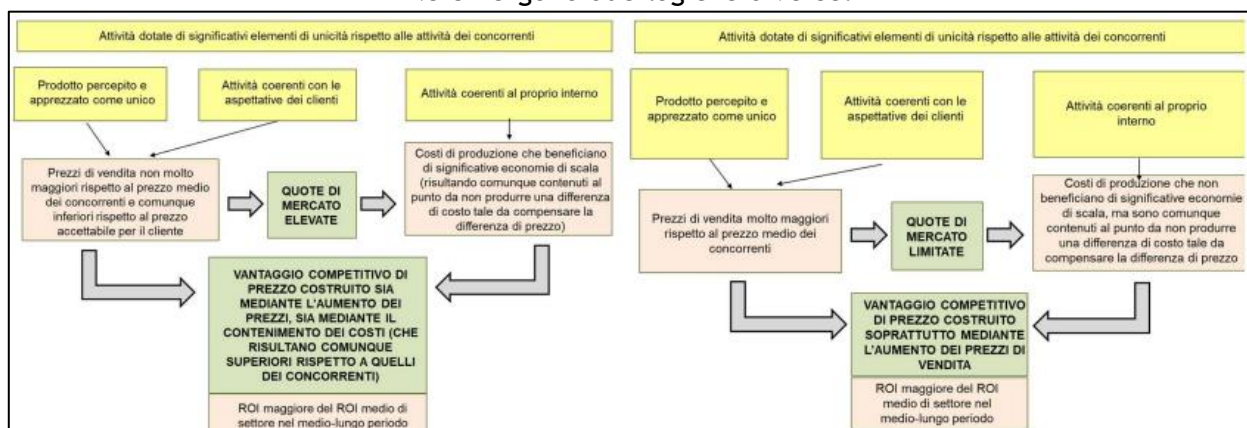 Attività dotate di significativi elementi di unicità rispetto alle attività dei concorrenti
Prodotto percepito e
apprezzato come unico
Attività coerenti con le
aspettative dei clienti
Attività coerenti al proprio interno
Prezzi di vendita non molto
maggiori rispetto al prezzo medio
dei concorrenti e comunque
inferiori rispetto al prezzo
accettabile per il cliente
QUOTE DI
MERCATO
ELEVATE
Costi di produzione che beneficiano
di significative economie di scala
(risultando comunque contenuti al
punto da non produrre una differenza
di costo tale da compensare la
differenza di prezzo)
VANTAGGIO COMPETITIVO DI
PREZZO COSTRUITO SIA
MEDIANTE L'AUMENTO DEI
PREZZI, SIA MEDIANTE IL
CONTENIMENTO DEI COSTI (CHE
RISULTANO COMUNQUE
SUPERIORI RISPETTO A QUELLI
DEI CONCORRENTI)
ROI maggiore del ROI medio di
settore nel medio-lungo periodo
Attività dotate di significativi elementi di unicità rispetto alle attività dei concorrenti
Prodotto percepito e
apprezzato come unico
Attività coerenti con le
aspettative dei clienti
Attività coerenti al proprio
interno
Prezzi di vendita molto maggiori
rispetto al prezzo medio dei
concorrenti
QUOTE DI
MERCATO
LIMITATE
Costi di produzione che non
beneficiano di significative economie
di scala, ma sono comunque
contenuti al punto da non produrre
una differenza di costo tale da
compensare la differenza di prezzo
VANTAGGIO COMPETITIVO
DI PREZZO COSTRUITO
SOPRATTUTTO MEDIANTE
L'AUMENTO DEI PREZZI DI
VENDITA
ROI maggiore del ROI
medio di settore nel
medio-lungo periodo